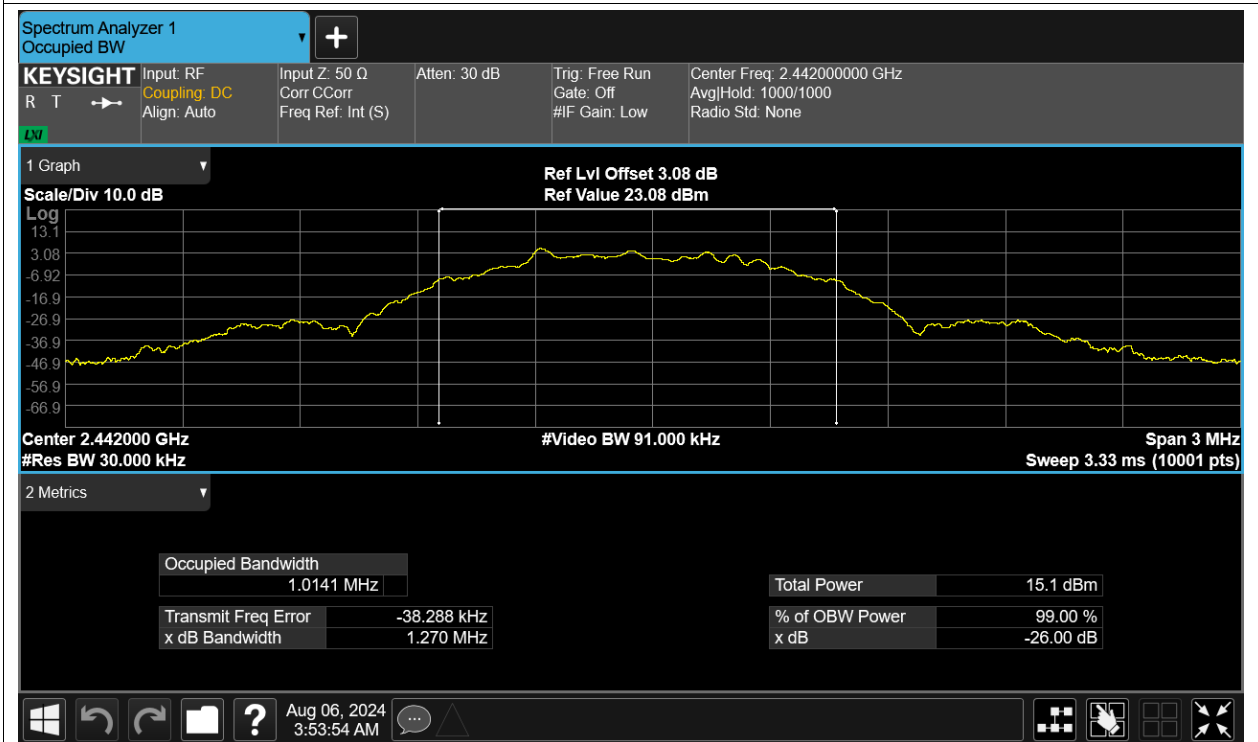 Spectrum Analyzer 1
Occupied BW
▼
+
KEYSIGHT
R T
LXI
Input: RF
Coupling: DC
Align: Auto
Input Z: 50 Ω
Corr CCorr
Freq Ref: Int (S)
Atten: 30 dB
Trig: Free Run
Gate: Off
#IF Gain: Low
Center Freq: 2.442000000 GHz
Avg|Hold: 1000/1000
Radio Std: None
1 Graph ▼
Scale/Div 10.0 dB
Ref Lvl Offset 3.08 dB
Ref Value 23.08 dBm
Log
13.1
3.08
-6.92
-16.9
-26.9
-36.9
-46.9
-56.9
-66.9
Center 2.442000 GHz
#Res BW 30.000 kHz
#Video BW 91.000 kHz
Span 3 MHz
Sweep 3.33 ms (10001 pts)
2 Metrics ▼
Occupied Bandwidth
1.0141 MHz
Transmit Freq Error -38.288 kHz
x dB Bandwidth 1.270 MHz
Total Power 15.1 dBm
% of OBW Power 99.00 %
x dB -26.00 dB
?
Aug 06, 2024
3:53:54 AM